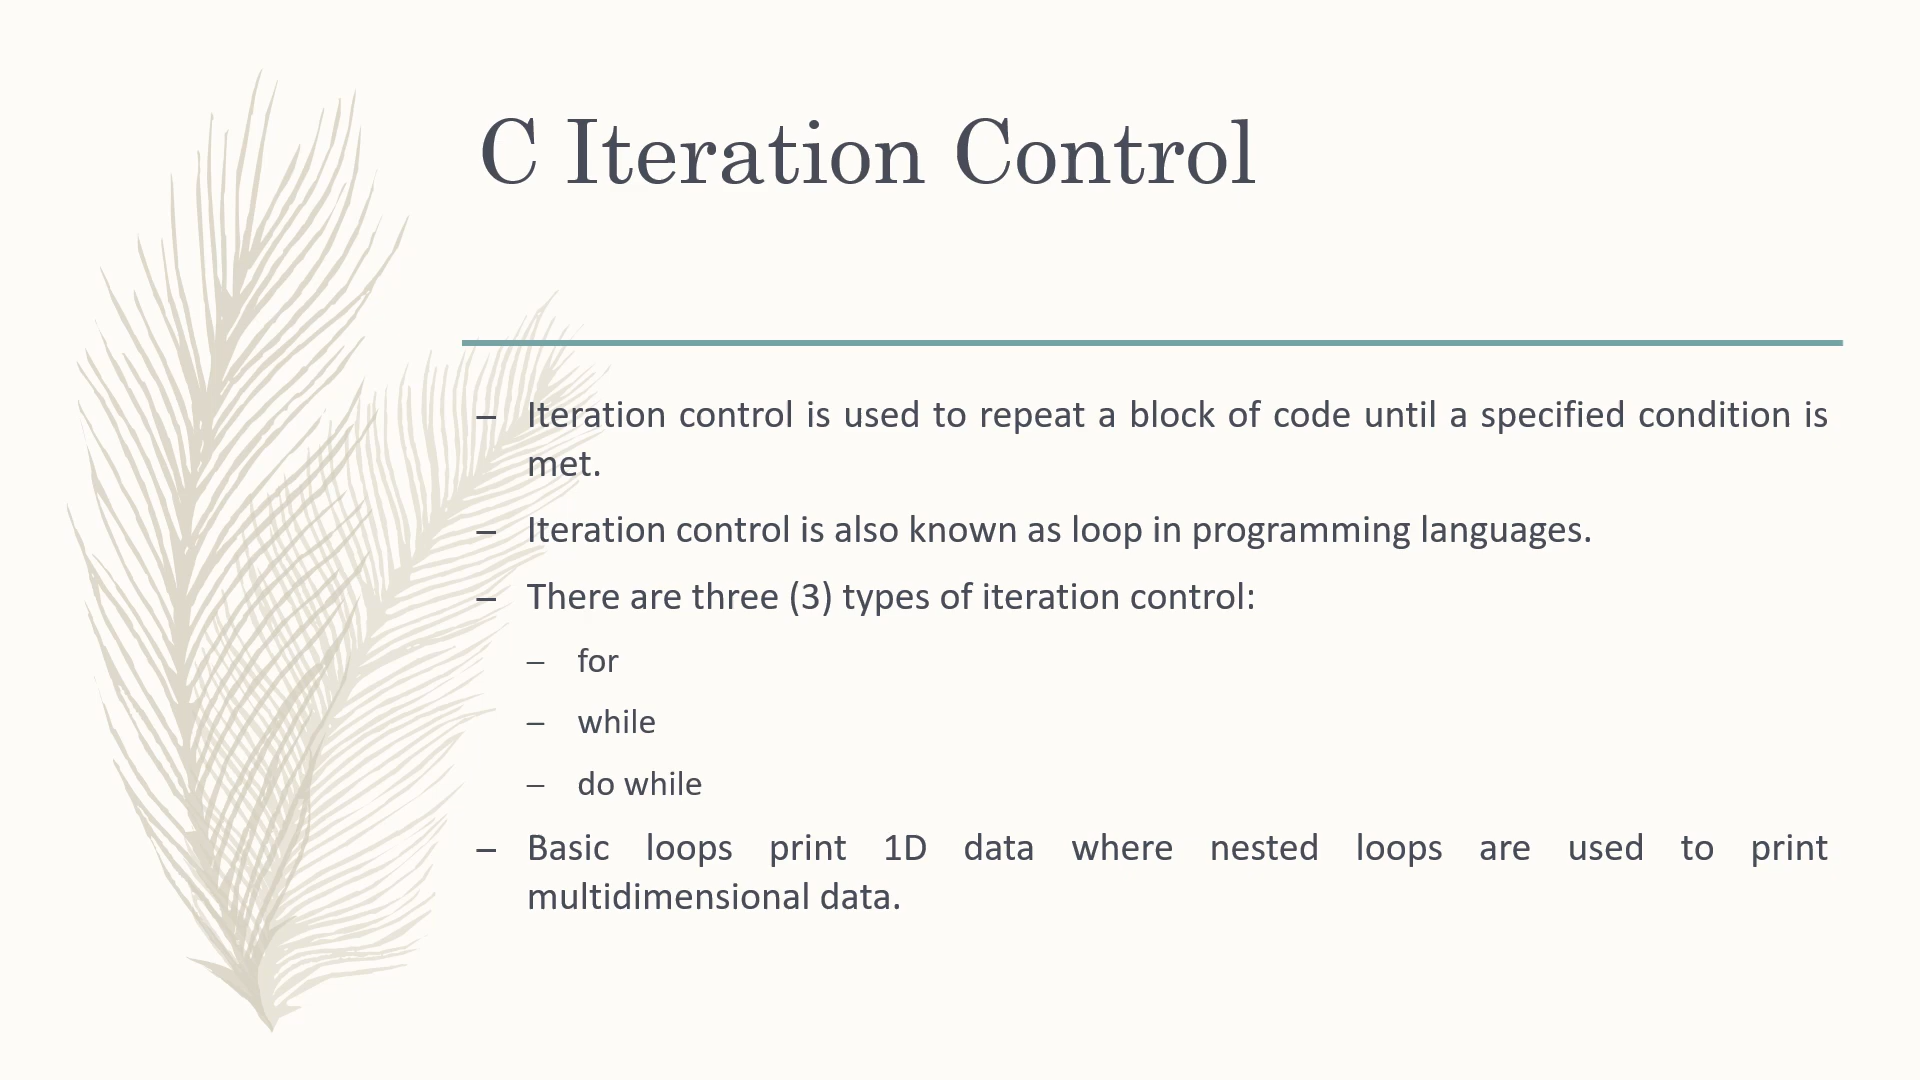 C Iteration Control
– Iteration control is used to repeat a block of code until a specified condition is
met.
– Iteration control is also known as loop in programming languages.
– There are three (3) types of iteration control:
– for
– while
– do while
– Basic loops print 1D data where nested loops are used to print
multidimensional data.